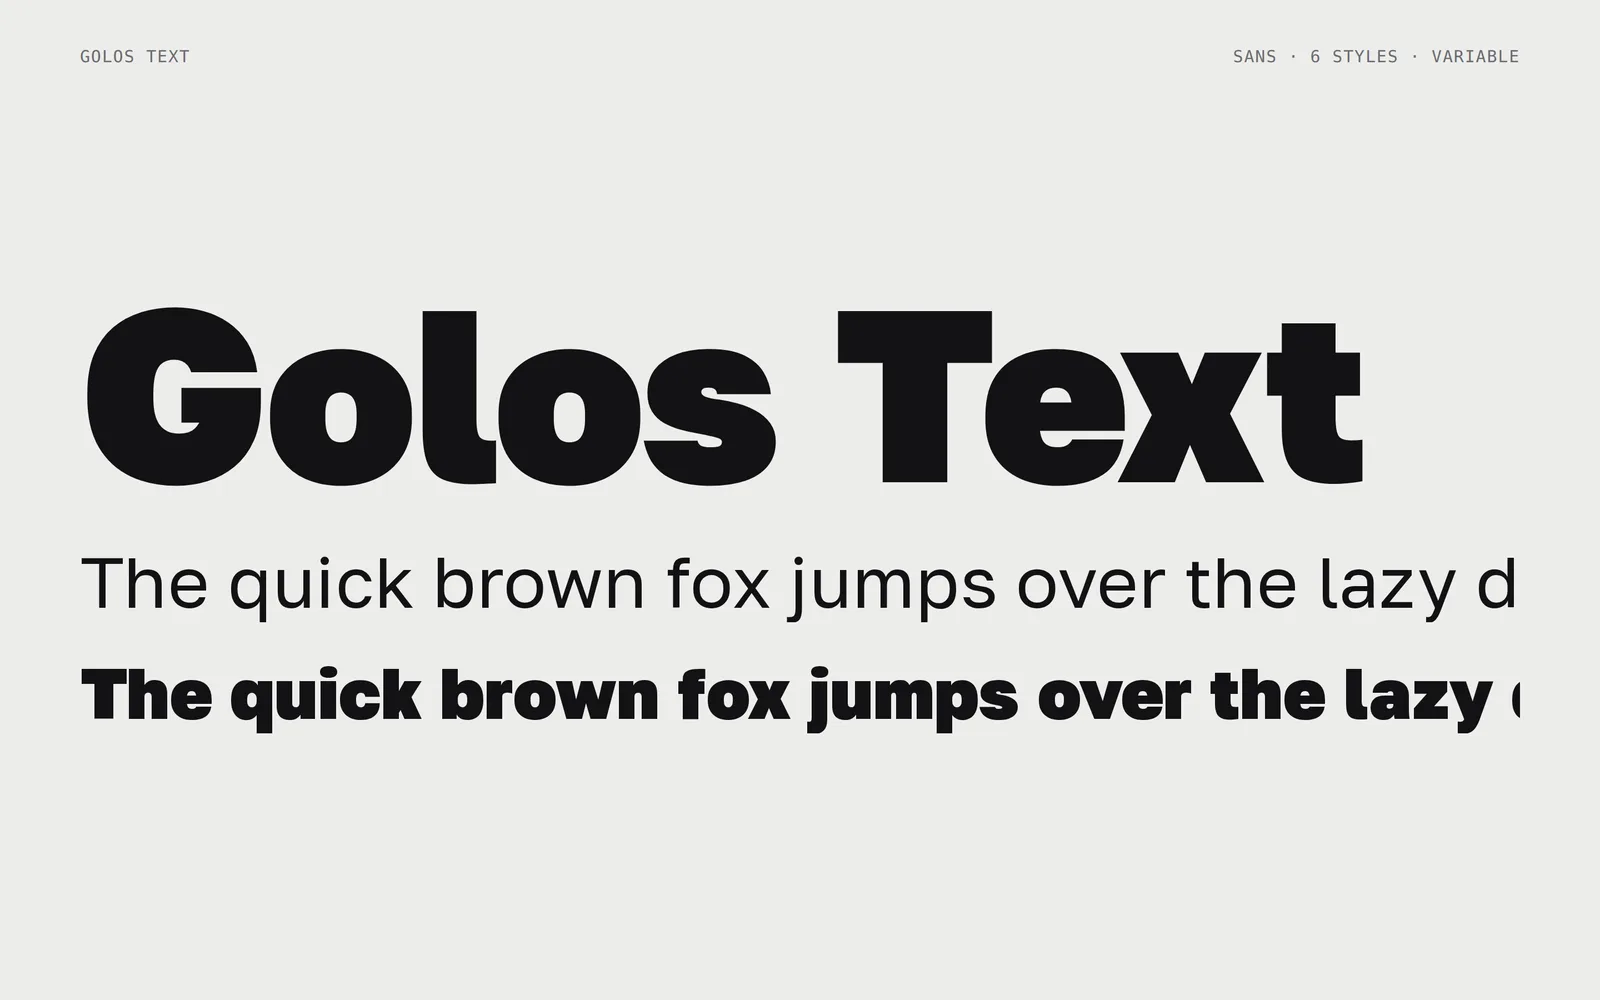 GOLOS TEXT
SANS · 6 STYLES · VARIABLE
Golos Text
The quick brown fox jumps over the lazy d
The quick brown fox jumps over the lazy